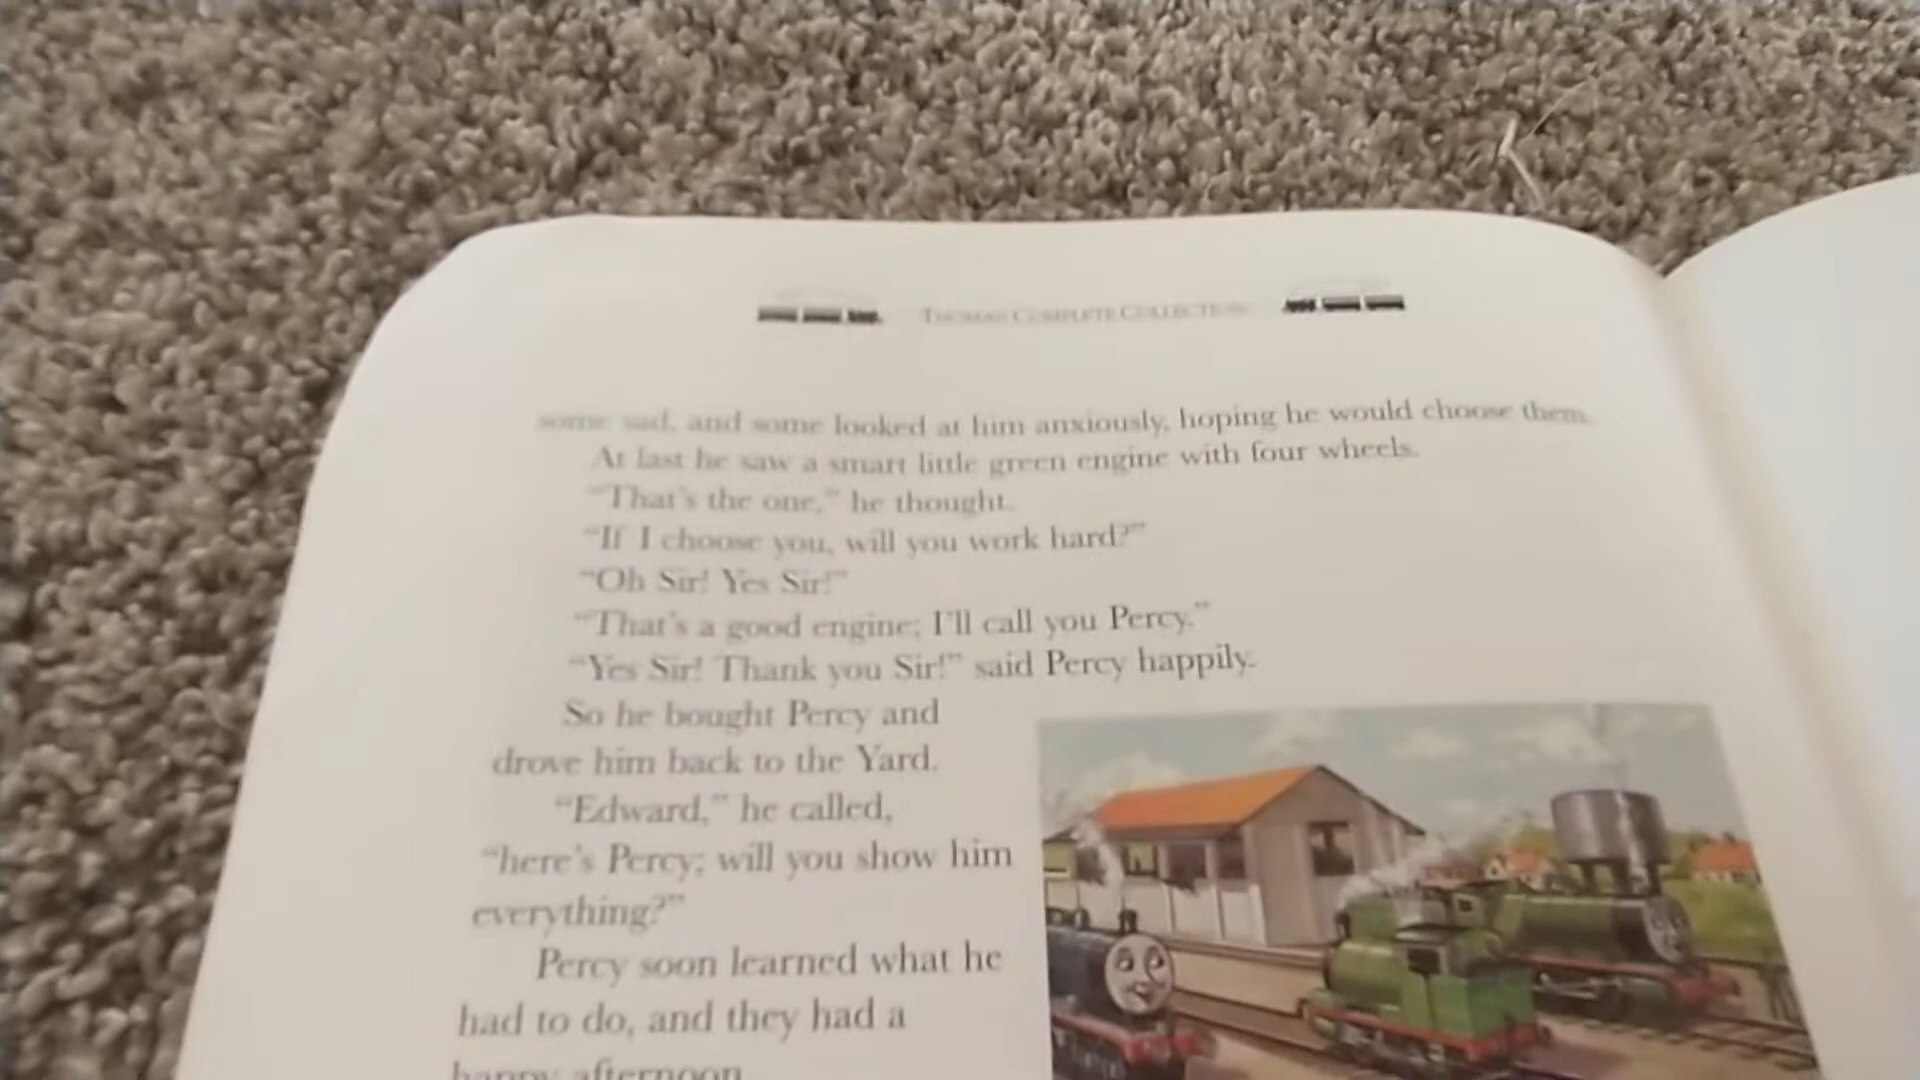 THOMAS COMPLETE COLLECTION
some sad, and some looked at him anxiously, hoping he would choose them.
At last he saw a smart little green engine with four wheels.
“That’s the one,” he thought.
“If I choose you, will you work hard?”
“Oh Sir! Yes Sir!”
“That’s a good engine; I’ll call you Percy.”
“Yes Sir! Thank you Sir!” said Percy happily.
So he bought Percy and
drove him back to the Yard.
“Edward,” he called,
“here’s Percy; will you show him
everything?”
Percy soon learned what he
had to do, and they had a
happy afternoon